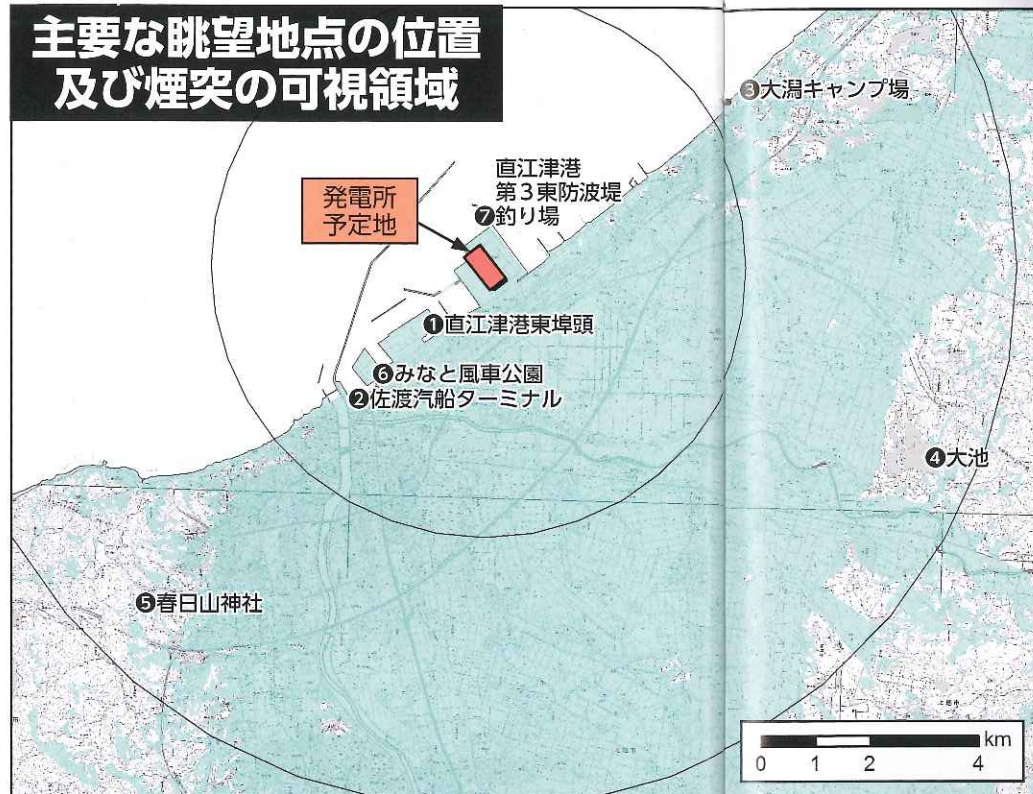 主要な眺望地点の位置
及び煙突の可視領域
❸大潟キャンプ場
直江津港
第3東防波堤
❼釣り場
発電所
予定地
❶直江津港東埠頭
❻みなと風車公園
❷佐渡汽船ターミナル
❹大池
❺春日山神社
km
0 1 2 4